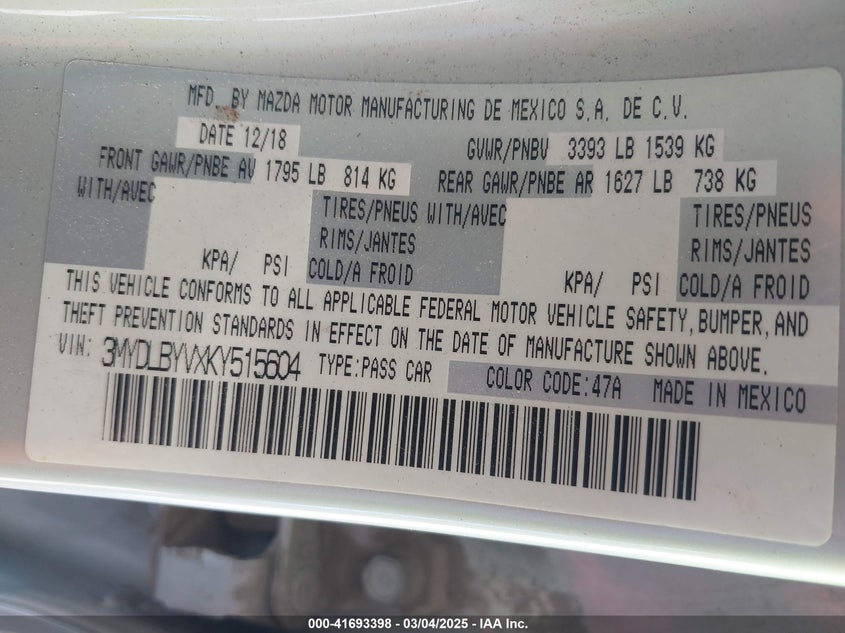 MFD. BY MAZDA MOTOR MANUFACTURING DE MEXICO S.A. DE C.V.
DATE 12/18 GVWR/PNBV 3393 LB 1539 KG
FRONT GAWR/PNBE AV 1795 LB 814 KG REAR GAWR/PNBE AR 1627 LB 738 KG
WITH/AVEC TIRES/PNEUS WITH/AVEC TIRES/PNEUS
RIMS/JANTES RIMS/JANTES
KPA/ PSI COLD/A FROID KPA/ PSI COLD/A FROID
THIS VEHICLE CONFORMS TO ALL APPLICABLE FEDERAL MOTOR VEHICLE SAFETY, BUMPER, AND
THEFT PREVENTION STANDARDS IN EFFECT ON THE DATE OF MANUFACTURE SHOWN ABOVE.
VIN: 3MYDLBYVXKY515604 TYPE:PASS CAR COLOR CODE:47A MADE IN MEXICO
000-41693398 - 03/04/2025 - IAA Inc.